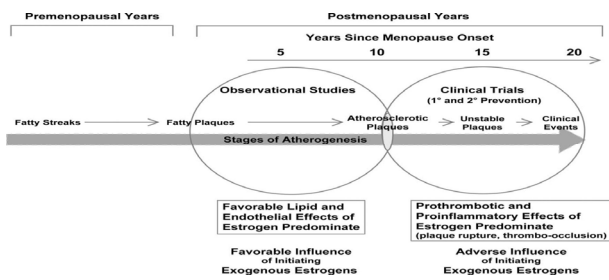 Premenopausal Years
Postmenopausal Years
Years Since Menopause Onset
5 10 15 20
Observational Studies
Clinical Trials
(1° and 2° Prevention)
Fatty Streaks
Fatty Plaques
Atherosclerotic
Plaques
Unstable
Plaques
Clinical
Events
Stages of Atherogenesis
Favorable Lipid and
Endothelial Effects of
Estrogen Predominate
Prothrombotic and
Proinflammatory Effects of
Estrogen Predominate
(plaque rupture, thrombo-occlusion)
Favorable Influence
of Initiating
Exogenous Estrogens
Adverse Influence
of Initiating
Exogenous Estrogens